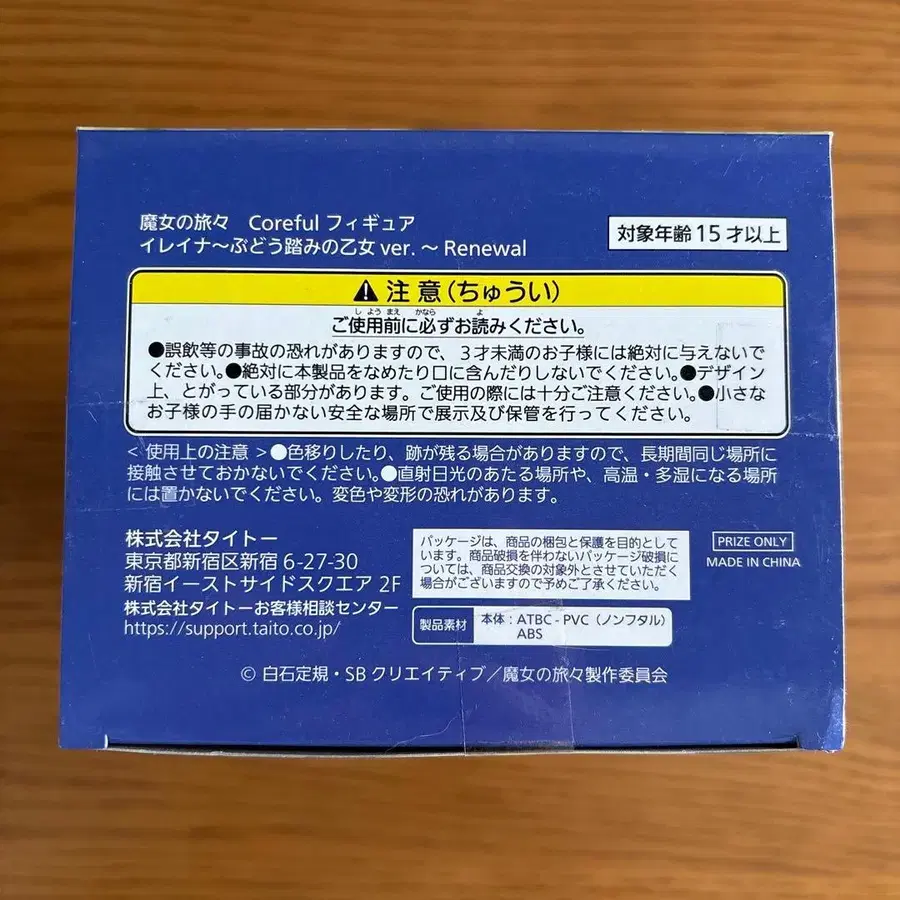 魔女の旅々 Coreful フィギュア
イレイナ～ぶどう踏みの乙女 ver. ～ Renewal
対象年齢 15 才以上
注 意 (ちゅうい)
し よう まえ かなら よ
ご使用前に必ずお読みください。
●誤飲等の事故の恐れがありますので、３才未満のお子様には絶対に与えないで
ください。●絶対に本製品をなめたり口に含んだりしないでください。●デザイン
上、とがっている部分があります。ご使用の際には十分ご注意ください。●小さな
お子様の手の届かない安全な場所で展示及び保管を行ってください。
< 使用上の注意 >●色移りしたり、跡が残る場合がありますので、長期間同じ場所に
接触させておかないでください。●直射日光のあたる場所や、高温・多湿になる場所
には置かないでください。変色や変形の恐れがあります。
株式会社タイトー
東京都新宿区新宿 6-27-30
新宿イーストサイドスクエア 2F
株式会社タイトーお客様相談センター
https://support.taito.co.jp/
パッケージは、商品の梱包と保護を目的として
います。商品破損を伴わないパッケージ破損に
ついては、商品交換の対象外とさせていただく
場合がございますので予めご了承ください。
製品素材
本体：ATBC - PVC（ノンフタル）
ABS
PRIZE ONLY
MADE IN CHINA
© 白石定規・SB クリエイティブ／魔女の旅々製作委員会